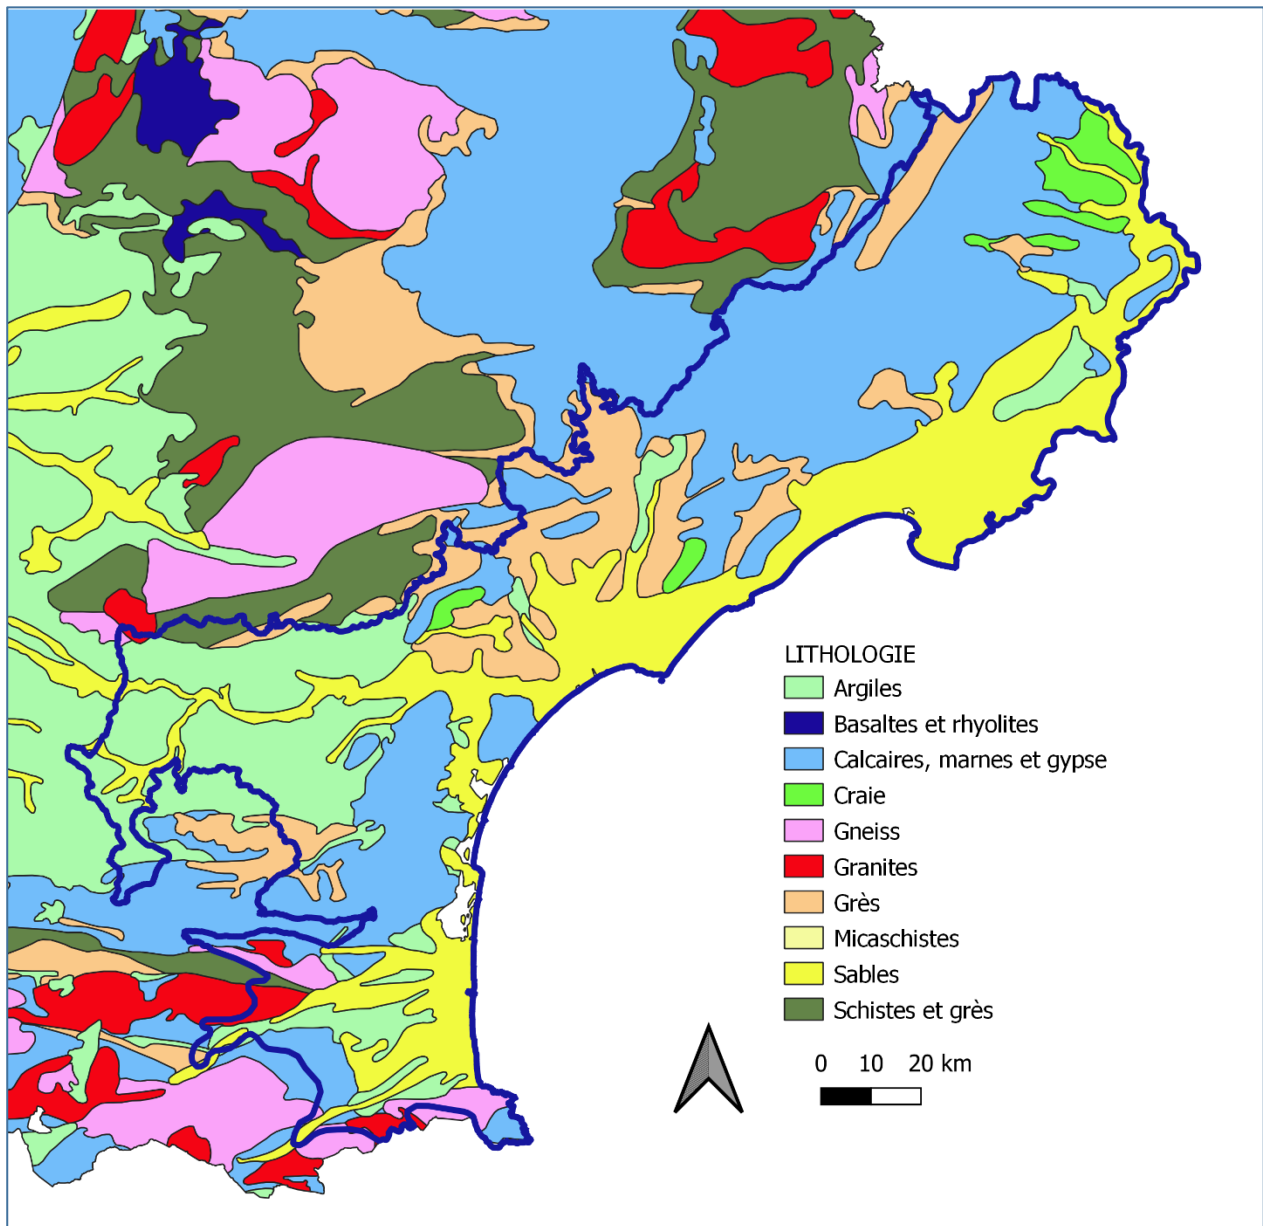 LITHOLOGIE
Argiles
Basaltes et rhyolites
Calcaires, marnes et gypse
Craie
Gneiss
Granites
Grès
Micaschistes
Sables
Schistes et grès
0 10 20 km